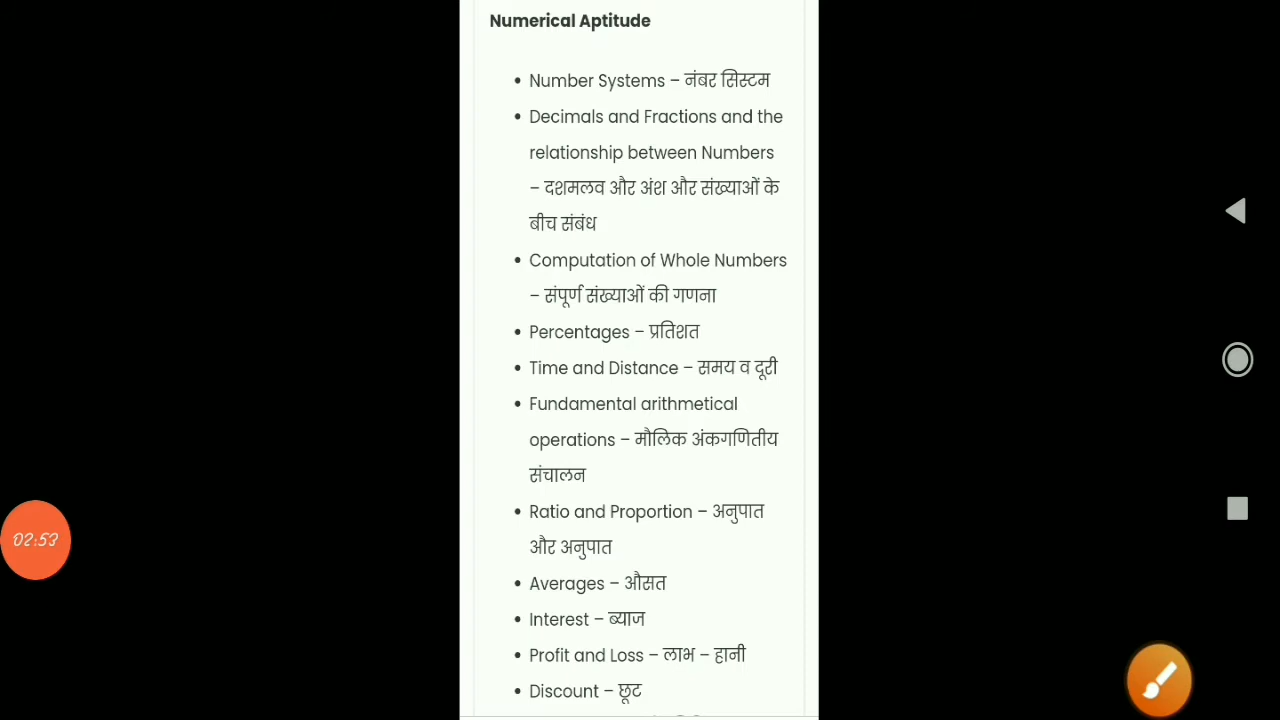 Numerical Aptitude
• Number Systems – नंबर सिस्टम
• Decimals and Fractions and the
relationship between Numbers
– दशमलव और अंश और संख्याओं के
बीच संबंध
• Computation of Whole Numbers
– संपूर्ण संख्याओं की गणना
• Percentages – प्रतिशत
• Time and Distance – समय व दूरी
• Fundamental arithmetical
operations – मौलिक अंकगणितीय
संचालन
• Ratio and Proportion – अनुपात
और अनुपात
02:53
• Averages – औसत
• Interest – ब्याज
• Profit and Loss – लाभ – हानी
• Discount – छूट